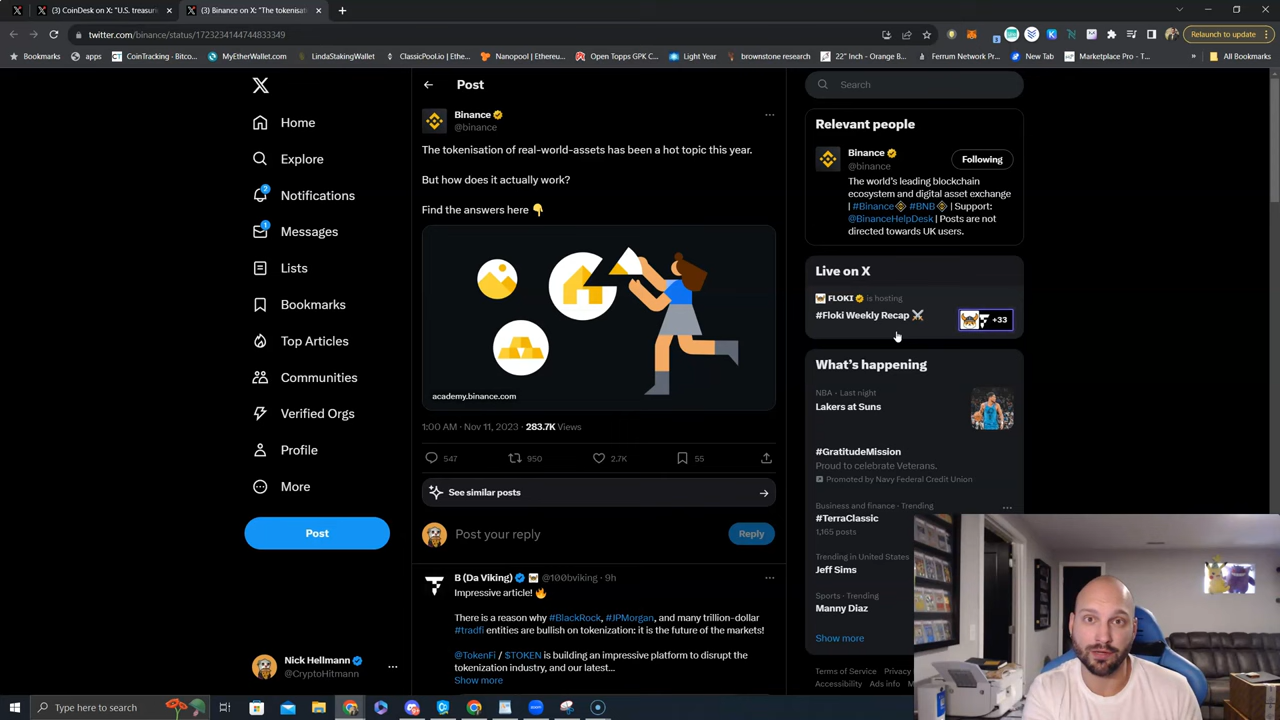 (3) CoinDesk on X: "U.S. treasur
(3) Binance on X: "The tokenisat
twitter.com/binance/status/1723234144744833349
Relaunch to update
Bookmarks
apps
CoinTracking - Bitco...
MyEtherWallet.com
LindaStakingWallet
ClassicPool.io | Ethe...
Nanopool | Ethereu...
Open Topps GPK C...
Light Year
brownstone research
22" Inch - Orange B...
Ferrum Network Pr...
New Tab
Marketplace Pro - T...
All Bookmarks
Home
Explore
2
Notifications
1
Messages
Lists
Bookmarks
Top Articles
Communities
Verified Orgs
Profile
More
Post
Nick Hellmann
@CryptoHitmann
Post
Binance
@binance
The tokenisation of real-world-assets has been a hot topic this year.
But how does it actually work?
Find the answers here
academy.binance.com
1:00 AM · Nov 11, 2023 · 283.7K Views
547
950
2.7K
55
See similar posts
Post your reply
Reply
B (Da Viking) @100bviking · 9h
Impressive article!
There is a reason why #BlackRock, #JPMorgan, and many trillion-dollar
#tradfi entities are bullish on tokenization: it is the future of the markets!
@TokenFi / $TOKEN is building an impressive platform to disrupt the
tokenization industry, and our latest...
Show more
Search
Relevant people
Binance
@binance
Following
The world's leading blockchain
ecosystem and digital asset exchange
| #Binance #BNB | Support:
@BinanceHelpDesk | Posts are not
directed towards UK users.
Live on X
FLOKI is hosting
#Floki Weekly Recap
+33
What's happening
NBA · Last night
Lakers at Suns
#GratitudeMission
Proud to celebrate Veterans.
Promoted by Navy Federal Credit Union
Business and finance · Trending
#TerraClassic
1,165 posts
Trending in United States
Jeff Sims
Sports · Trending
Manny Diaz
Show more
Terms of Service
Privacy
Accessibility
Ads info
Type here to search